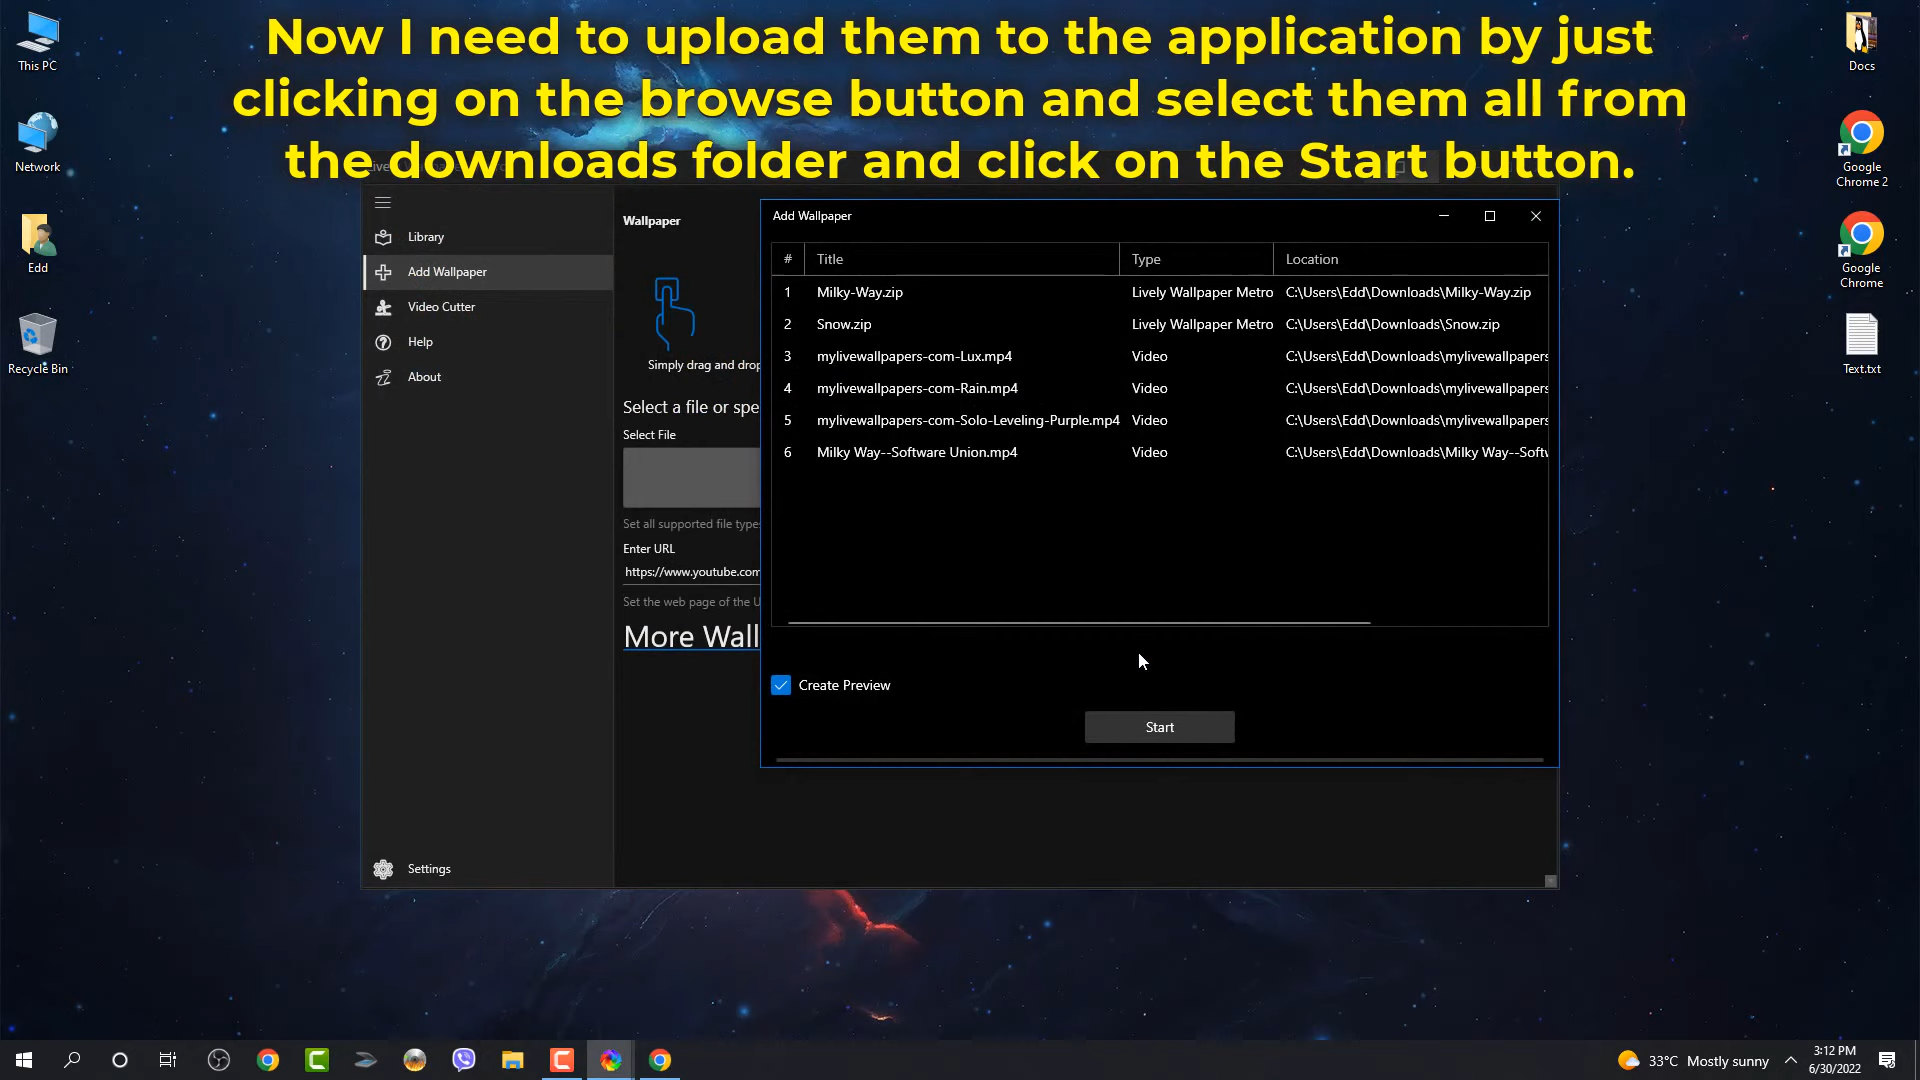 Now I need to upload them to the application by just
clicking on the browse button and select them all from
the downloads folder and click on the Start button.
This PC
Network
Edd
Recycle Bin
Docs
Google
Chrome 2
Google
Chrome
Text.txt
Library
Add Wallpaper
Video Cutter
Help
About
Settings
Wallpaper
Simply drag and drop
Select a file or spe
Select File
Set all supported file types
Enter URL
https://www.youtube.com
Set the web page of the U
More Wall
Add Wallpaper
# Title Type Location
1 Milky-Way.zip Lively Wallpaper Metro C:\Users\Edd\Downloads\Milky-Way.zip
2 Snow.zip Lively Wallpaper Metro C:\Users\Edd\Downloads\Snow.zip
3 mylivewallpapers-com-Lux.mp4 Video C:\Users\Edd\Downloads\mylivewallpapers
4 mylivewallpapers-com-Rain.mp4 Video C:\Users\Edd\Downloads\mylivewallpapers
5 mylivewallpapers-com-Solo-Leveling-Purple.mp4 Video C:\Users\Edd\Downloads\mylivewallpapers
6 Milky Way--Software Union.mp4 Video C:\Users\Edd\Downloads\Milky Way--Softw
Create Preview
Start
33°C Mostly sunny
3:12 PM
6/30/2022